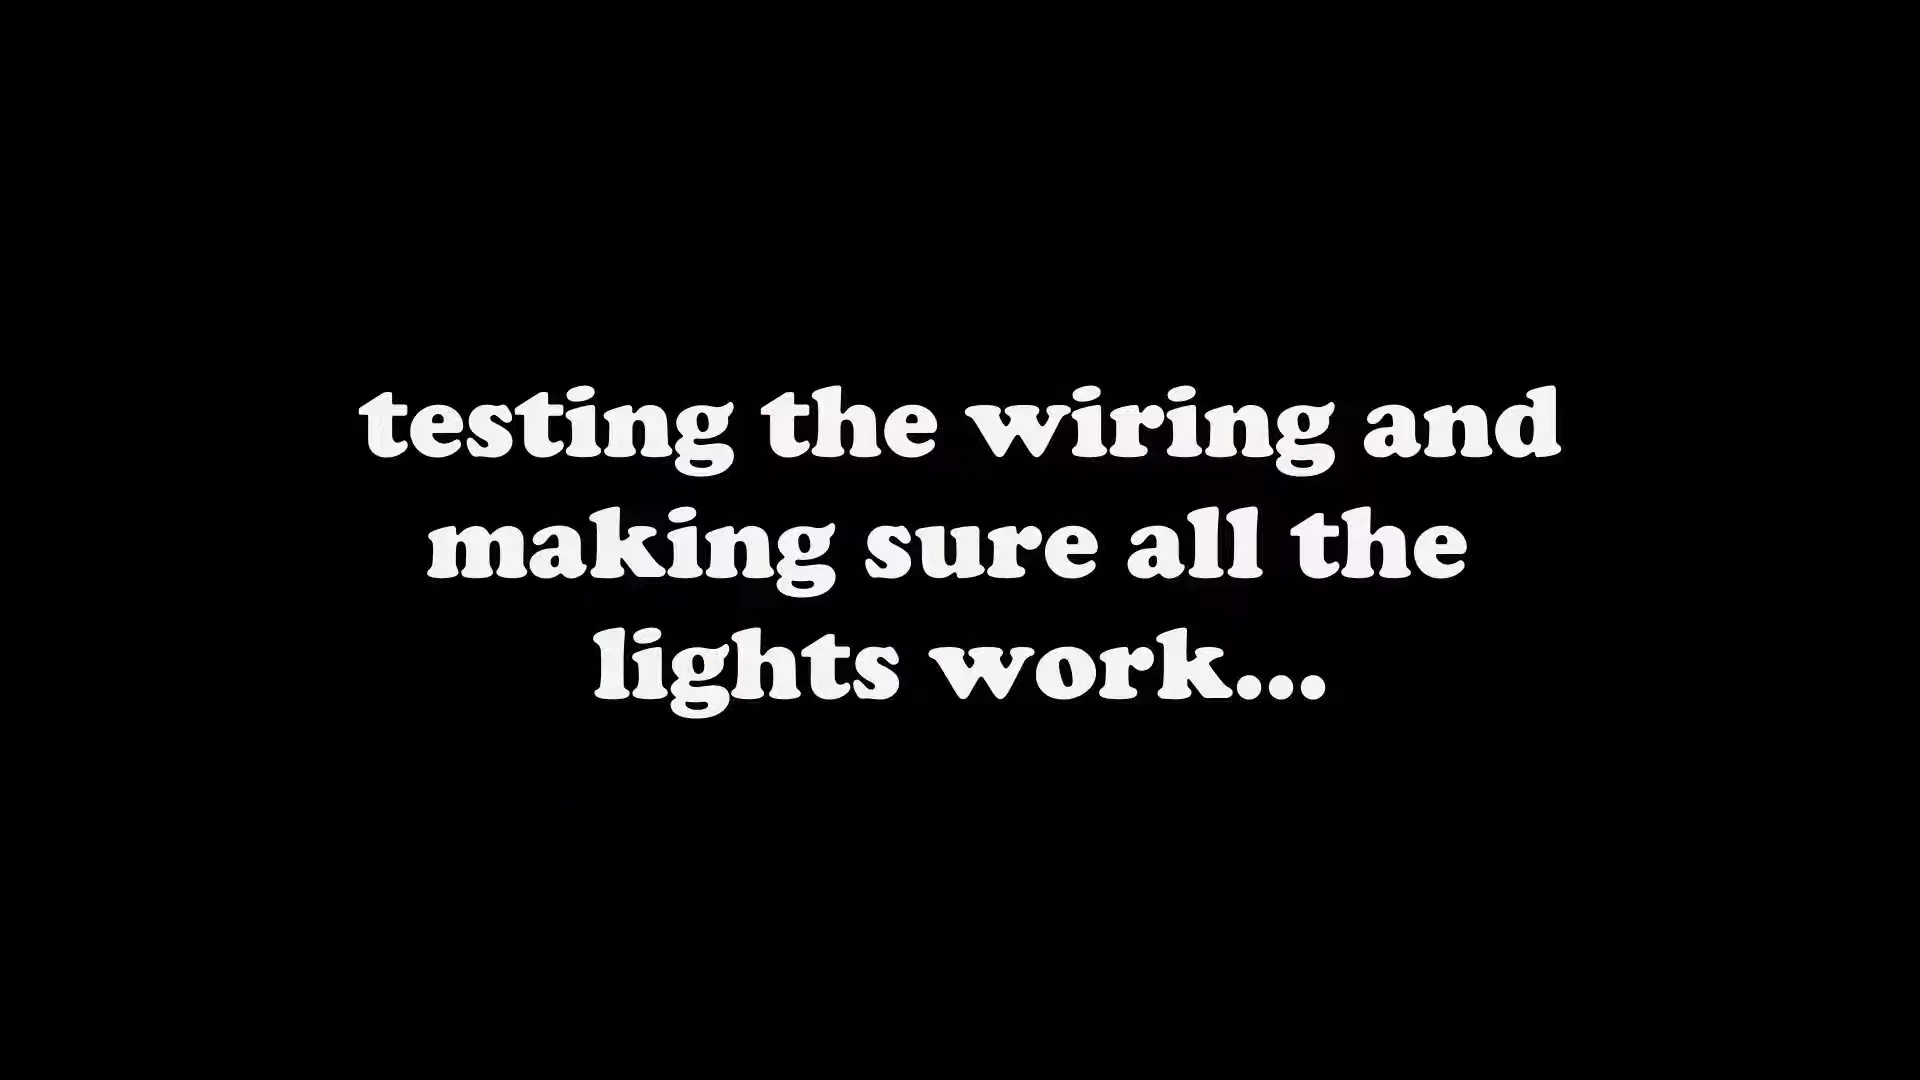 testing the wiring and
making sure all the
lights work...